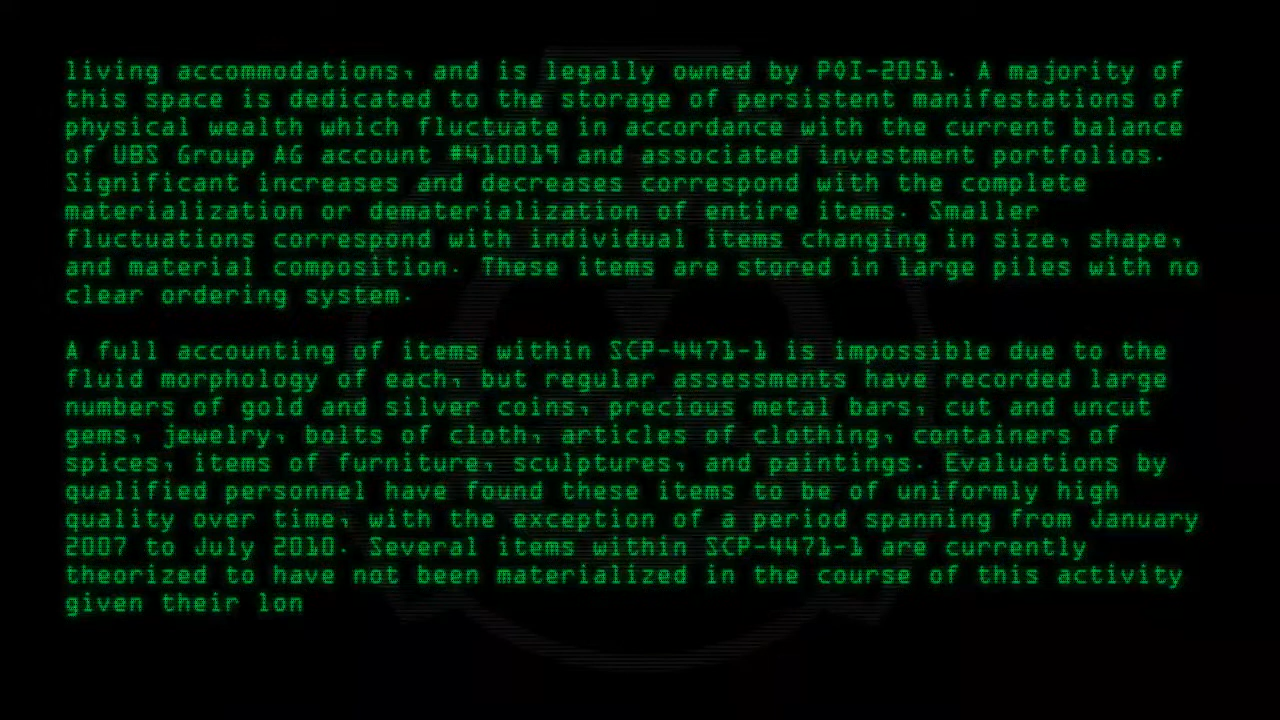 living accommodations, and is legally owned by POI-2051. A majority of
this space is dedicated to the storage of persistent manifestations of
physical wealth which fluctuate in accordance with the current balance
of UBS Group AG account #410019 and associated investment portfolios.
Significant increases and decreases correspond with the complete
materialization or dematerialization of entire items. Smaller
fluctuations correspond with individual items changing in size, shape,
and material composition. These items are stored in large piles with no
clear ordering system.
A full accounting of items within SCP-4471-1 is impossible due to the
fluid morphology of each, but regular assessments have recorded large
numbers of gold and silver coins, precious metal bars, cut and uncut
gems, jewelry, bolts of cloth, articles of clothing, containers of
spices, items of furniture, sculptures, and paintings. Evaluations by
qualified personnel have found these items to be of uniformly high
quality over time, with the exception of a period spanning from January
2007 to July 2010. Several items within SCP-4471-1 are currently
theorized to have not been materialized in the course of this activity
given their lon